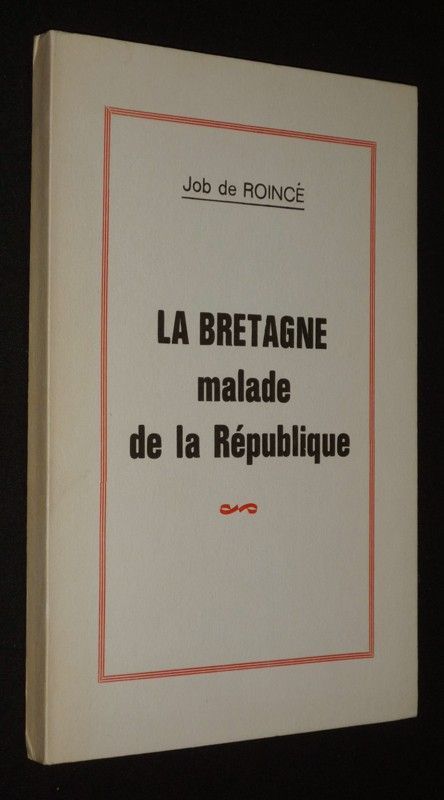 Job de ROINCÉ
LA BRETAGNE
malade
de la République